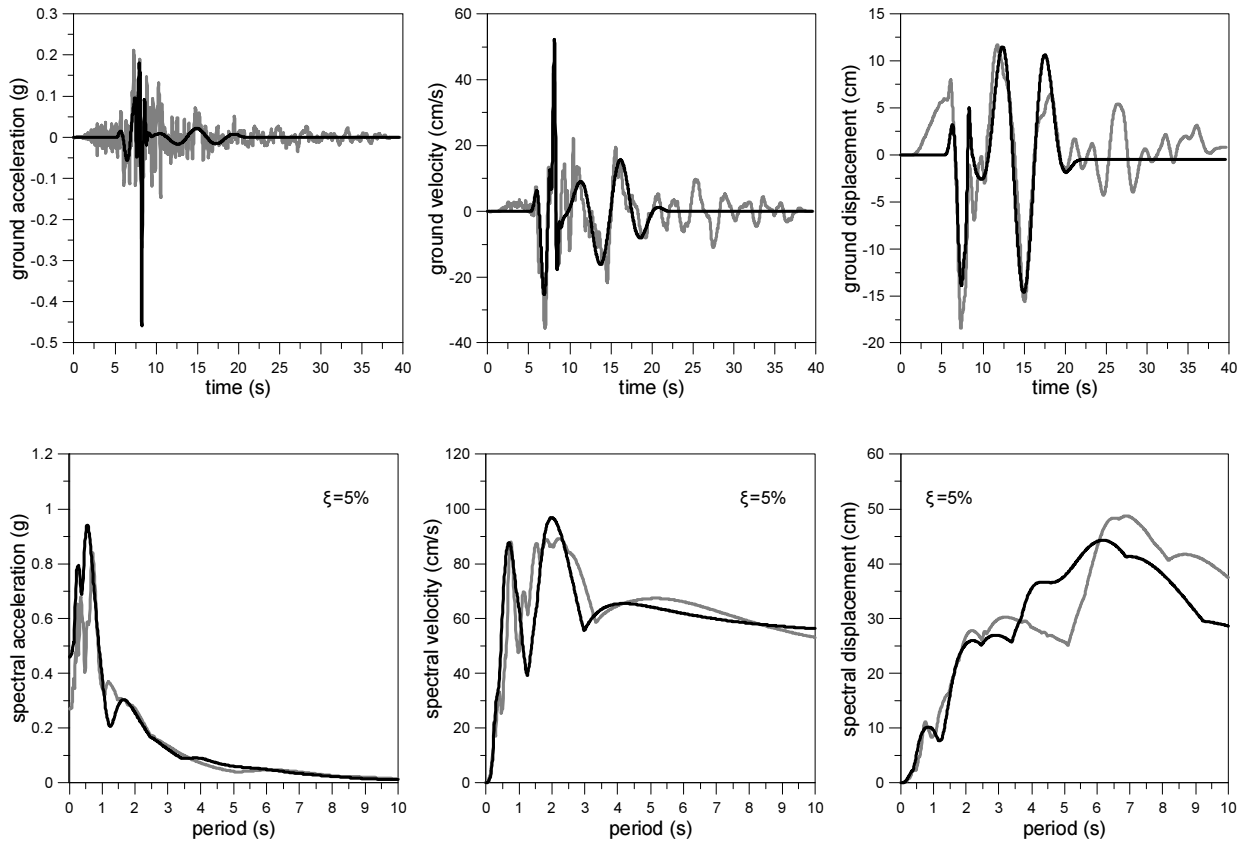 ground acceleration (g)
0.3
0.2
0.1
0
-0.1
-0.2
-0.3
-0.4
-0.5
0 5 10 15 20 25 30 35 40
time (s)
ground velocity (cm/s)
60
40
20
0
-20
-40
0 5 10 15 20 25 30 35 40
time (s)
ground displacement (cm)
15
10
5
0
-5
-10
-15
-20
0 5 10 15 20 25 30 35 40
time (s)
spectral acceleration (g)
1.2
1
0.8
0.6
0.4
0.2
0
ξ=5%
0 1 2 3 4 5 6 7 8 9 10
period (s)
spectral velocity (cm/s)
120
100
80
60
40
20
0
ξ=5%
0 1 2 3 4 5 6 7 8 9 10
period (s)
spectral displacement (cm)
60
50
40
30
20
10
0
ξ=5%
0 1 2 3 4 5 6 7 8 9 10
period (s)